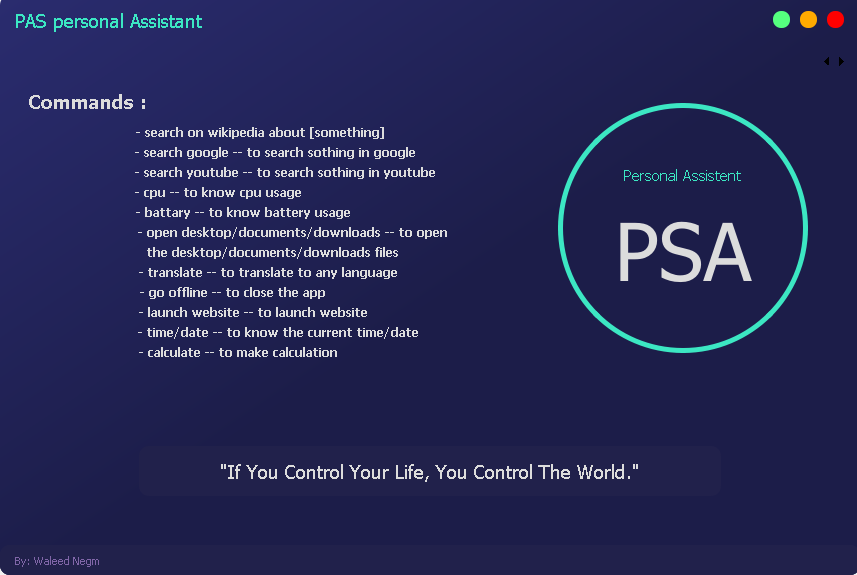 PAS personal Assistant
Commands :
- search on wikipedia about [something]
- search google -- to search sothing in google
- search youtube -- to search sothing in youtube
- cpu -- to know cpu usage
- battary -- to know battery usage
- open desktop/documents/downloads -- to open
the desktop/documents/downloads files
- translate -- to translate to any language
- go offline -- to close the app
- launch website -- to launch website
- time/date -- to know the current time/date
- calculate -- to make calculation
Personal Assistent
PSA
"If You Control Your Life, You Control The World."
By: Waleed Negm